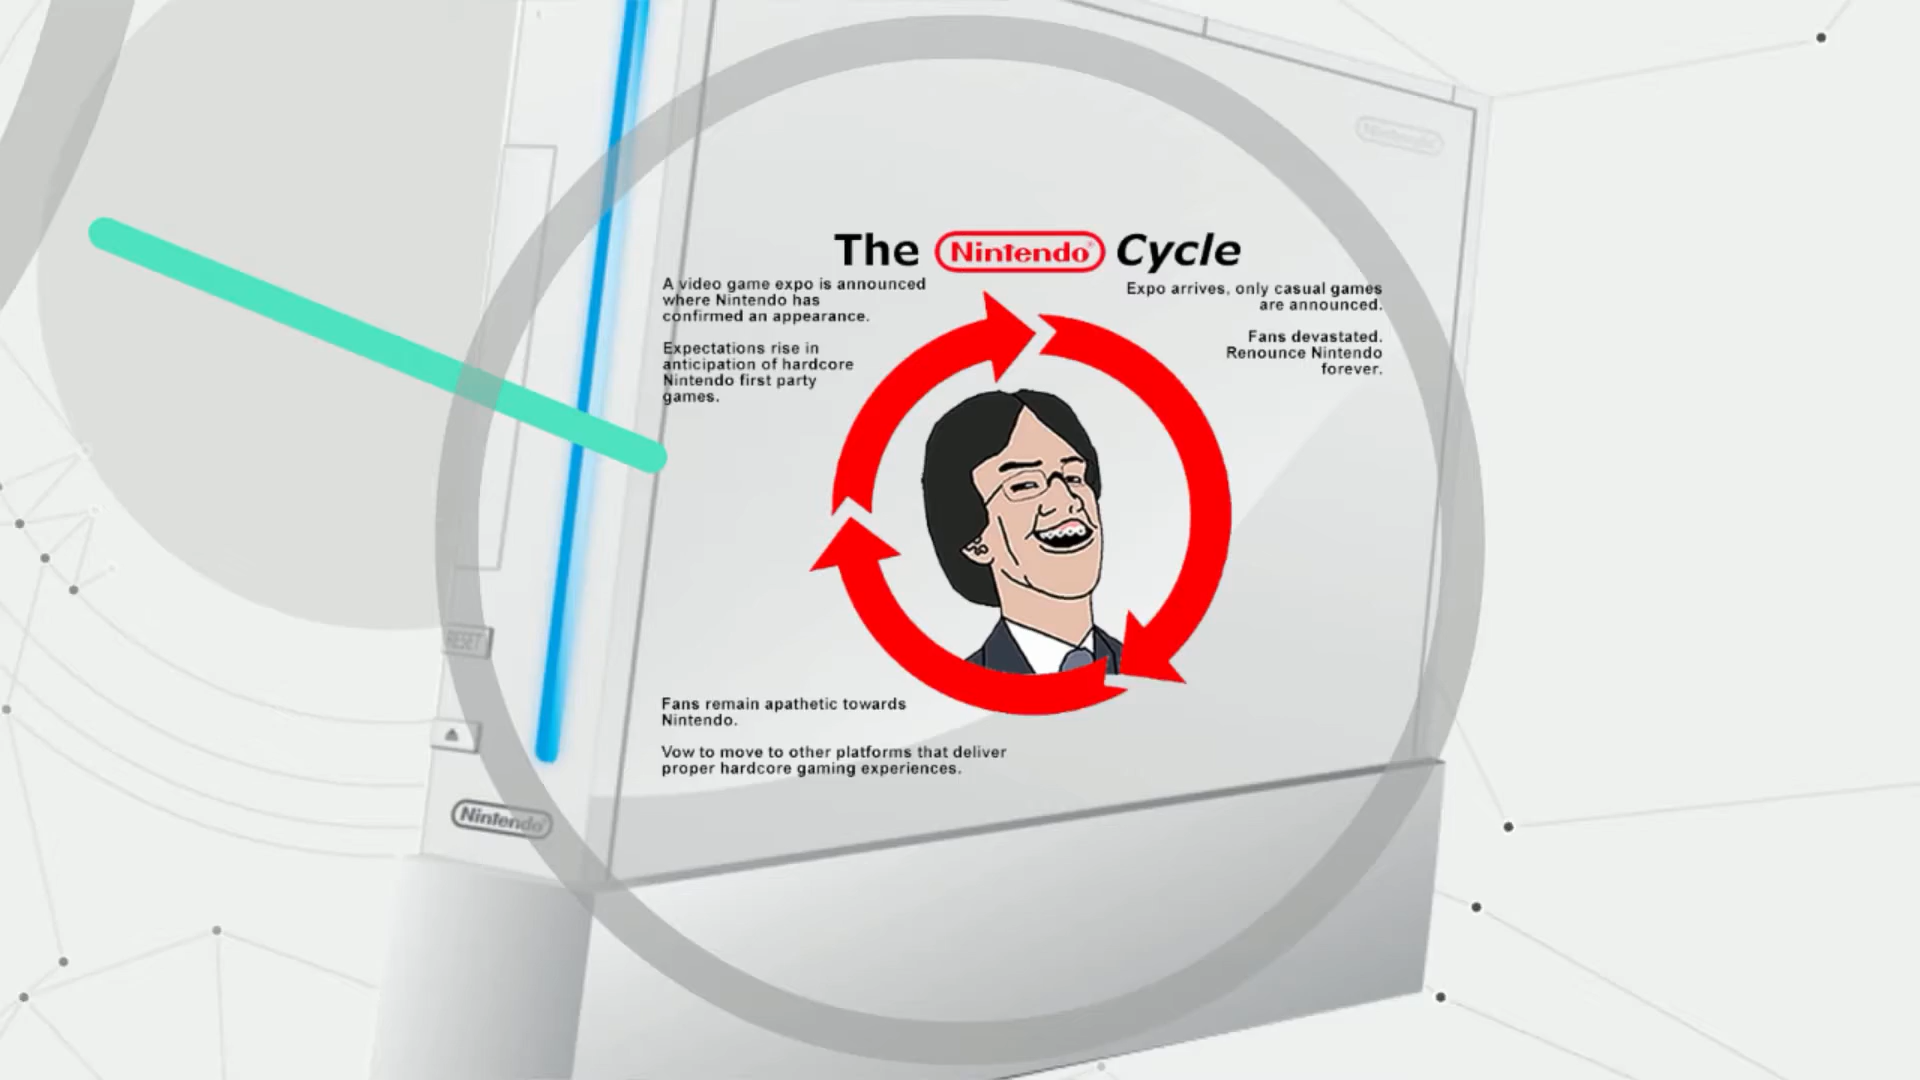 The Nintendo Cycle
A video game expo is announced
where Nintendo has
confirmed an appearance.
Expectations rise in
anticipation of hardcore
Nintendo first party
games.
Expo arrives, only casual games
are announced.
Fans devastated.
Renounce Nintendo
forever.
Fans remain apathetic towards
Nintendo.
Vow to move to other platforms that deliver
proper hardcore gaming experiences.
Nintendo
RESET
Nintendo